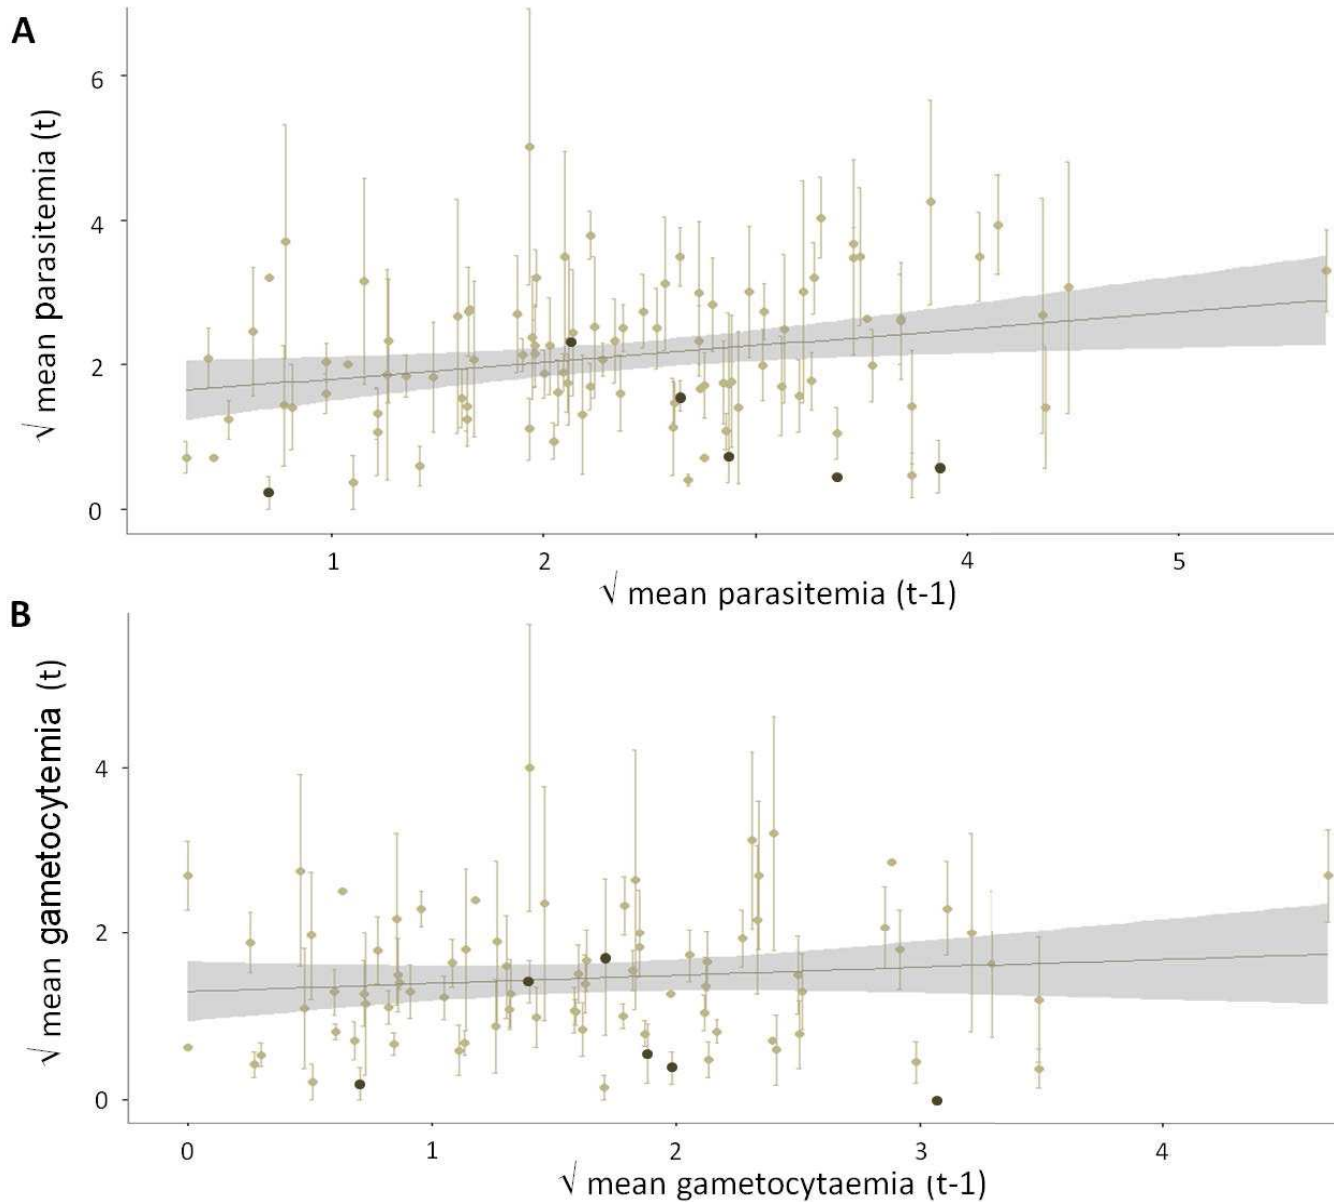 A
6
4
2
0
√ mean parasitemia (t)
1 2 4 5
√ mean parasitemia (t-1)
B
4
2
0
√ mean gametocytemia (t)
0 1 2 3 4
√ mean gametocytaemia (t-1)